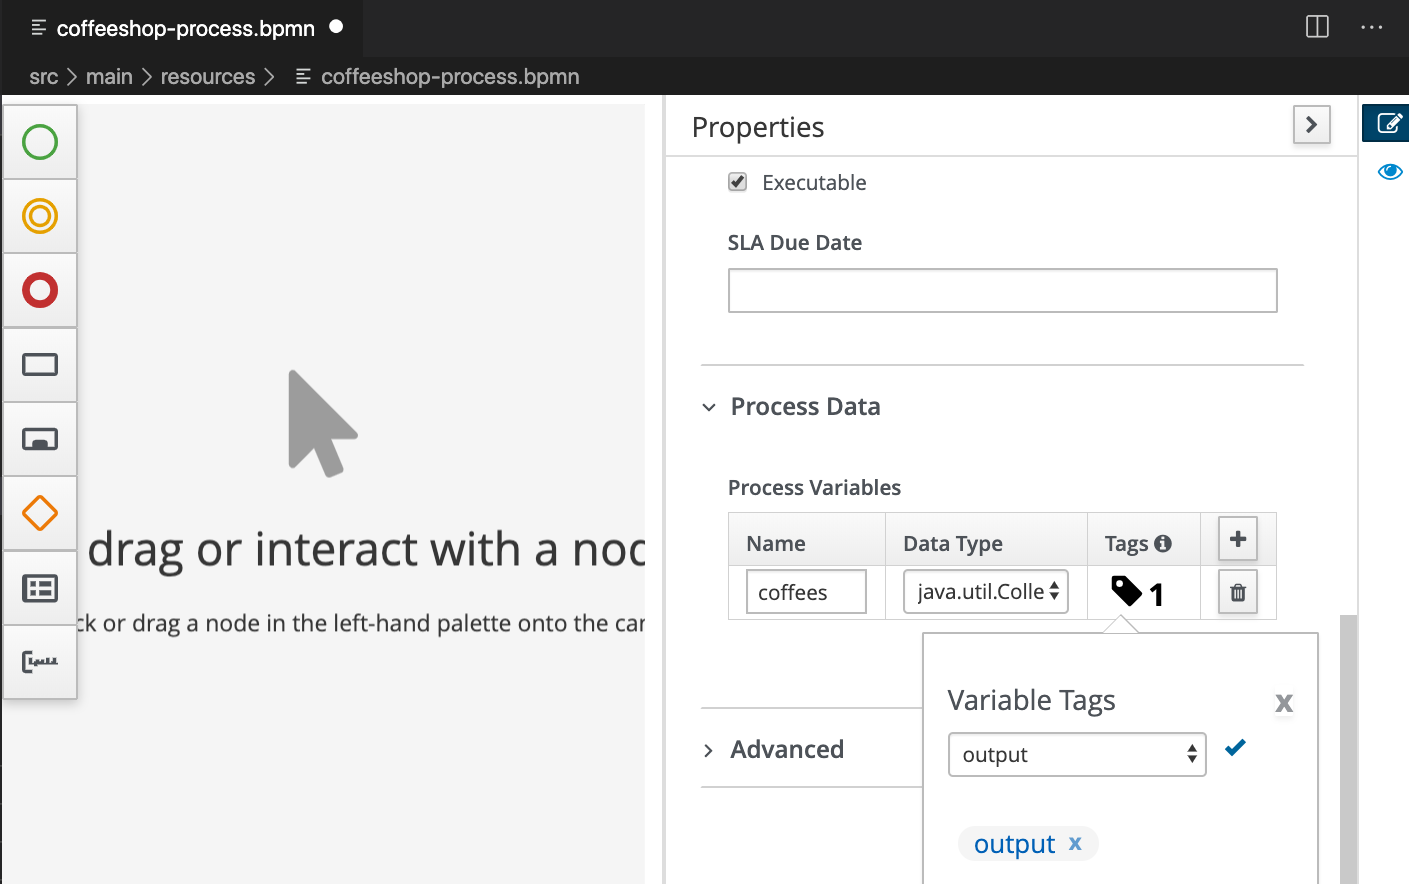 coffeeshop-process.bpmn
src > main > resources > coffeeshop-process.bpmn
drag or interact with a noc
ck or drag a node in the left-hand palette onto the car
Properties
Executable
SLA Due Date
Process Data
Process Variables
Name Data Type Tags
coffees java.util.Colle 1
Variable Tags x
output
output x
Advanced